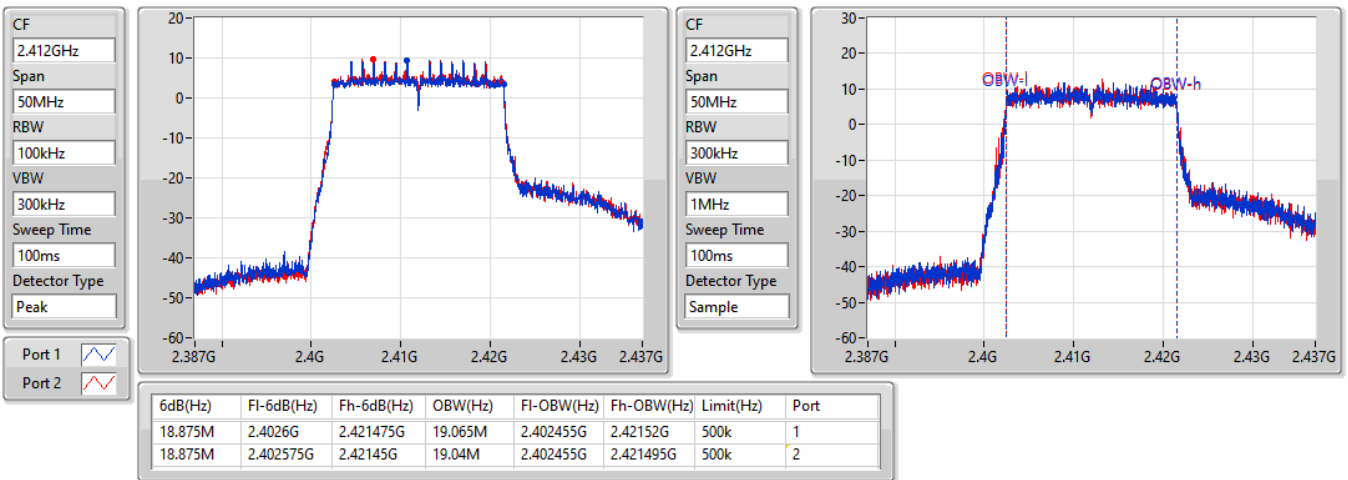 CF
2.412GHz
Span
50MHz
RBW
100kHz
VBW
300kHz
Sweep Time
100ms
Detector Type
Peak
Port 1
Port 2
20-
10-
0-
-10-
-20-
-30-
-40-
-50-
-60-
2.387G 2.4G 2.41G 2.42G 2.43G 2.437G
CF
2.412GHz
Span
50MHz
RBW
300kHz
VBW
1MHz
Sweep Time
100ms
Detector Type
Sample
30-
20-
10-
0-
-10-
-20-
-30-
-40-
-50-
-60-
OBW-l
OBW-h
2.387G 2.4G 2.41G 2.42G 2.43G 2.437G
6dB(Hz) Fl-6dB(Hz) Fh-6dB(Hz) OBW(Hz) Fl-OBW(Hz) Fh-OBW(Hz) Limit(Hz) Port
18.875M 2.4026G 2.421475G 19.065M 2.402455G 2.42152G 500k 1
18.875M 2.402575G 2.42145G 19.04M 2.402455G 2.421495G 500k 2